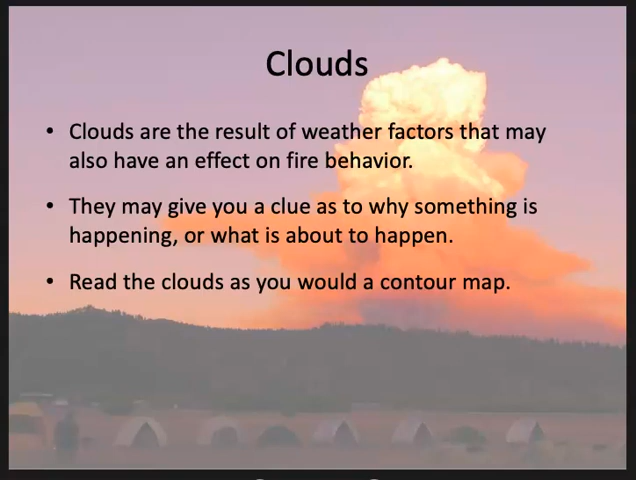 Clouds
• Clouds are the result of weather factors that may
also have an effect on fire behavior.
• They may give you a clue as to why something is
happening, or what is about to happen.
• Read the clouds as you would a contour map.